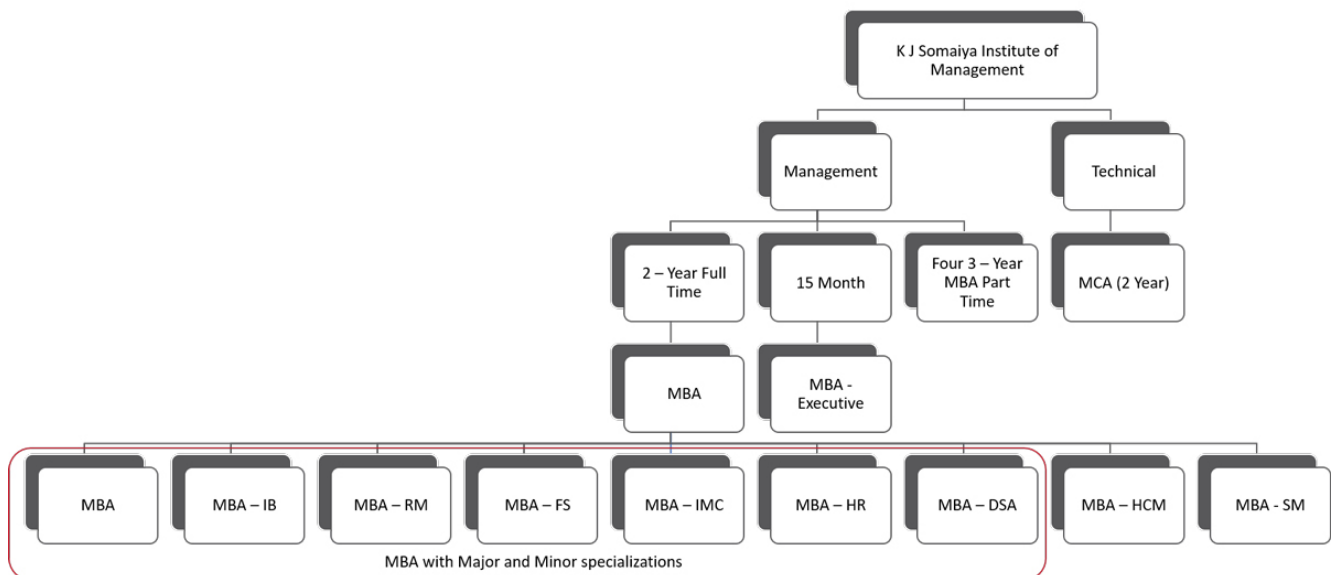 K J Somaiya Institute of
Management
Management
Technical
2 – Year Full
Time
15 Month
Four 3 – Year
MBA Part
Time
MCA (2 Year)
MBA
MBA -
Executive
MBA
MBA – IB
MBA – RM
MBA – FS
MBA – IMC
MBA – HR
MBA – DSA
MBA – HCM
MBA - SM
MBA with Major and Minor specializations